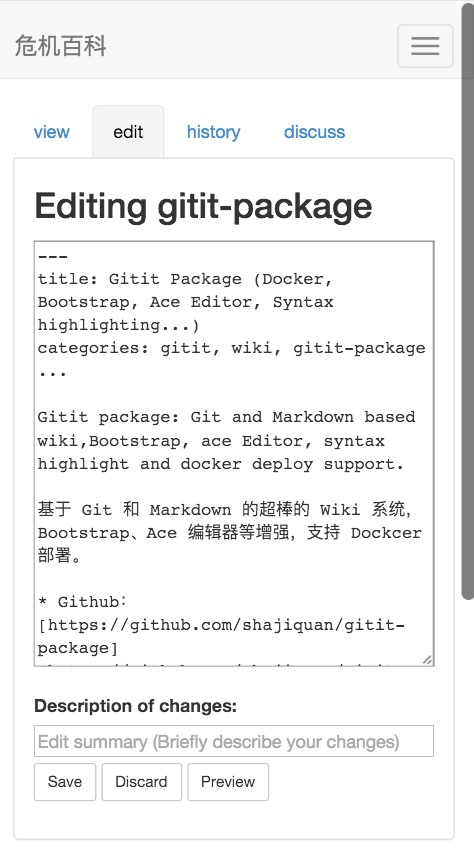 危机百科
view edit history discuss
Editing gitit-package
---
title: Gitit Package (Docker,
Bootstrap, Ace Editor, Syntax
highlighting...)
categories: gitit, wiki, gitit-package
...
Gitit package: Git and Markdown based
wiki,Bootstrap, ace Editor, syntax
highlight and docker deploy support.
基于 Git 和 Markdown 的超棒的 Wiki 系统,
Bootstrap、Ace 编辑器等增强, 支持 Dockcer
部署。
* Github:
[https://github.com/shajiquan/gitit-
package]
Description of changes:
Edit summary (Briefly describe your changes)
Save Discard Preview